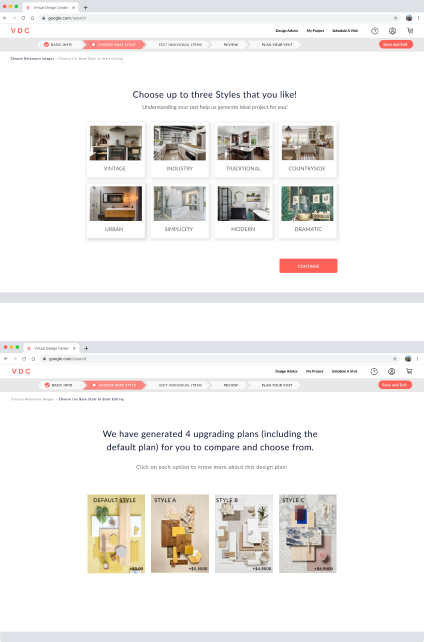 Virtual Design Center
google.com/search
VDC
Design Advice My Project Schedule A Visit
BASIC INFO CHOOSE BASE STYLE EDIT INDIVIDUAL ITEMS REVIEW PLAN YOUR VISIT Save and Exit
Choose Reference Images > Choose the Base Style to Start Editing
Choose up to three Styles that you like!
Understanding your tast help us generate ideal project for you!
VINTAGE INDUSTRY TRADITIONAL COUNTRYSIDE
URBAN SIMPLICITY MODERN DRAMATIC
CONTINUE
Virtual Design Center
google.com/search
VDC
Design Advice My Project Schedule A Visit
BASIC INFO CHOOSE BASE STYLE EDIT INDIVIDUAL ITEMS REVIEW PLAN YOUR VISIT Save and Exit
Choose Reference Images > Choose the Base Style to Start Editing
We have generated 4 upgrading plans (including the
default plan) for you to compare and choose from.
Click on each option to know more about this design plan!
DEFAULT STYLE STYLE A STYLE B STYLE C
+$0.00